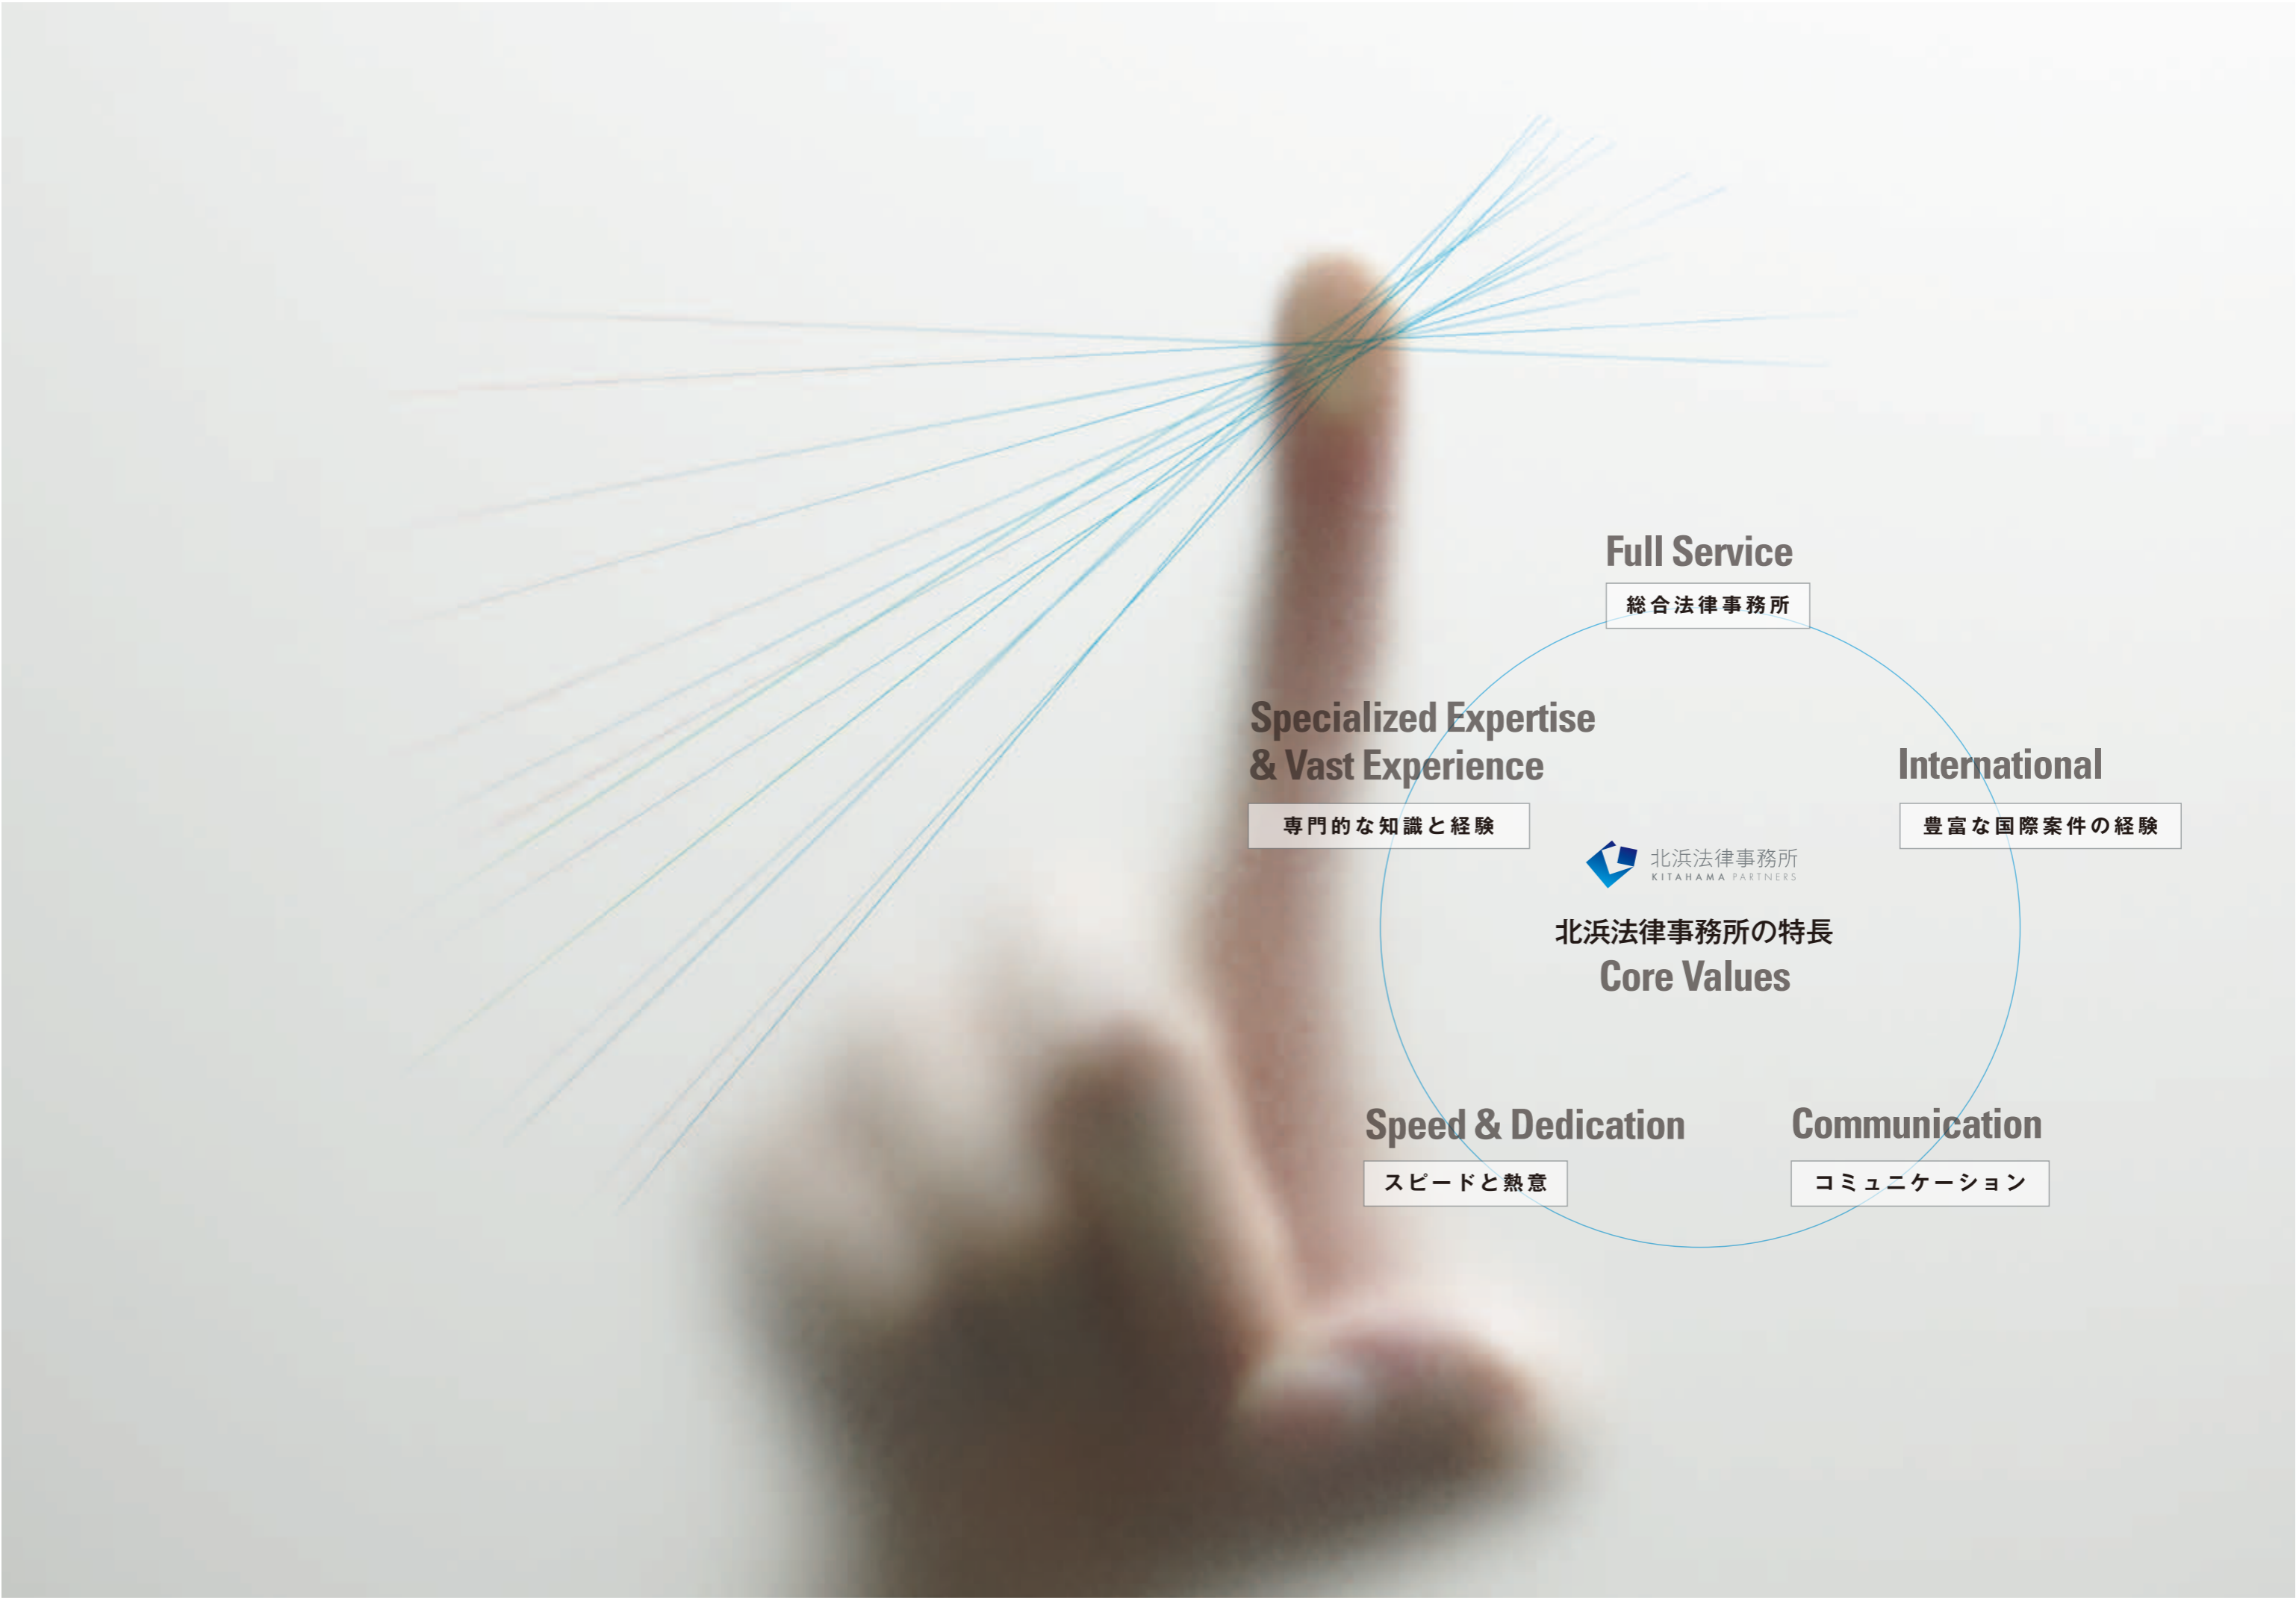 Full Service
総合法律事務所
Specialized Expertise
& Vast Experience
専門的な知識と経験
International
豊富な国際案件の経験
北浜法律事務所
KITAHAMA PARTNERS
北浜法律事務所の特長
Core Values
Speed & Dedication
スピードと熱意
Communication
コミュニケーション